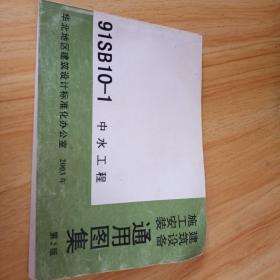 建筑设备
施工安装
通用图集
第2版
91SB10-1
中水工程
华北地区建筑设计标准化办公室 2003年